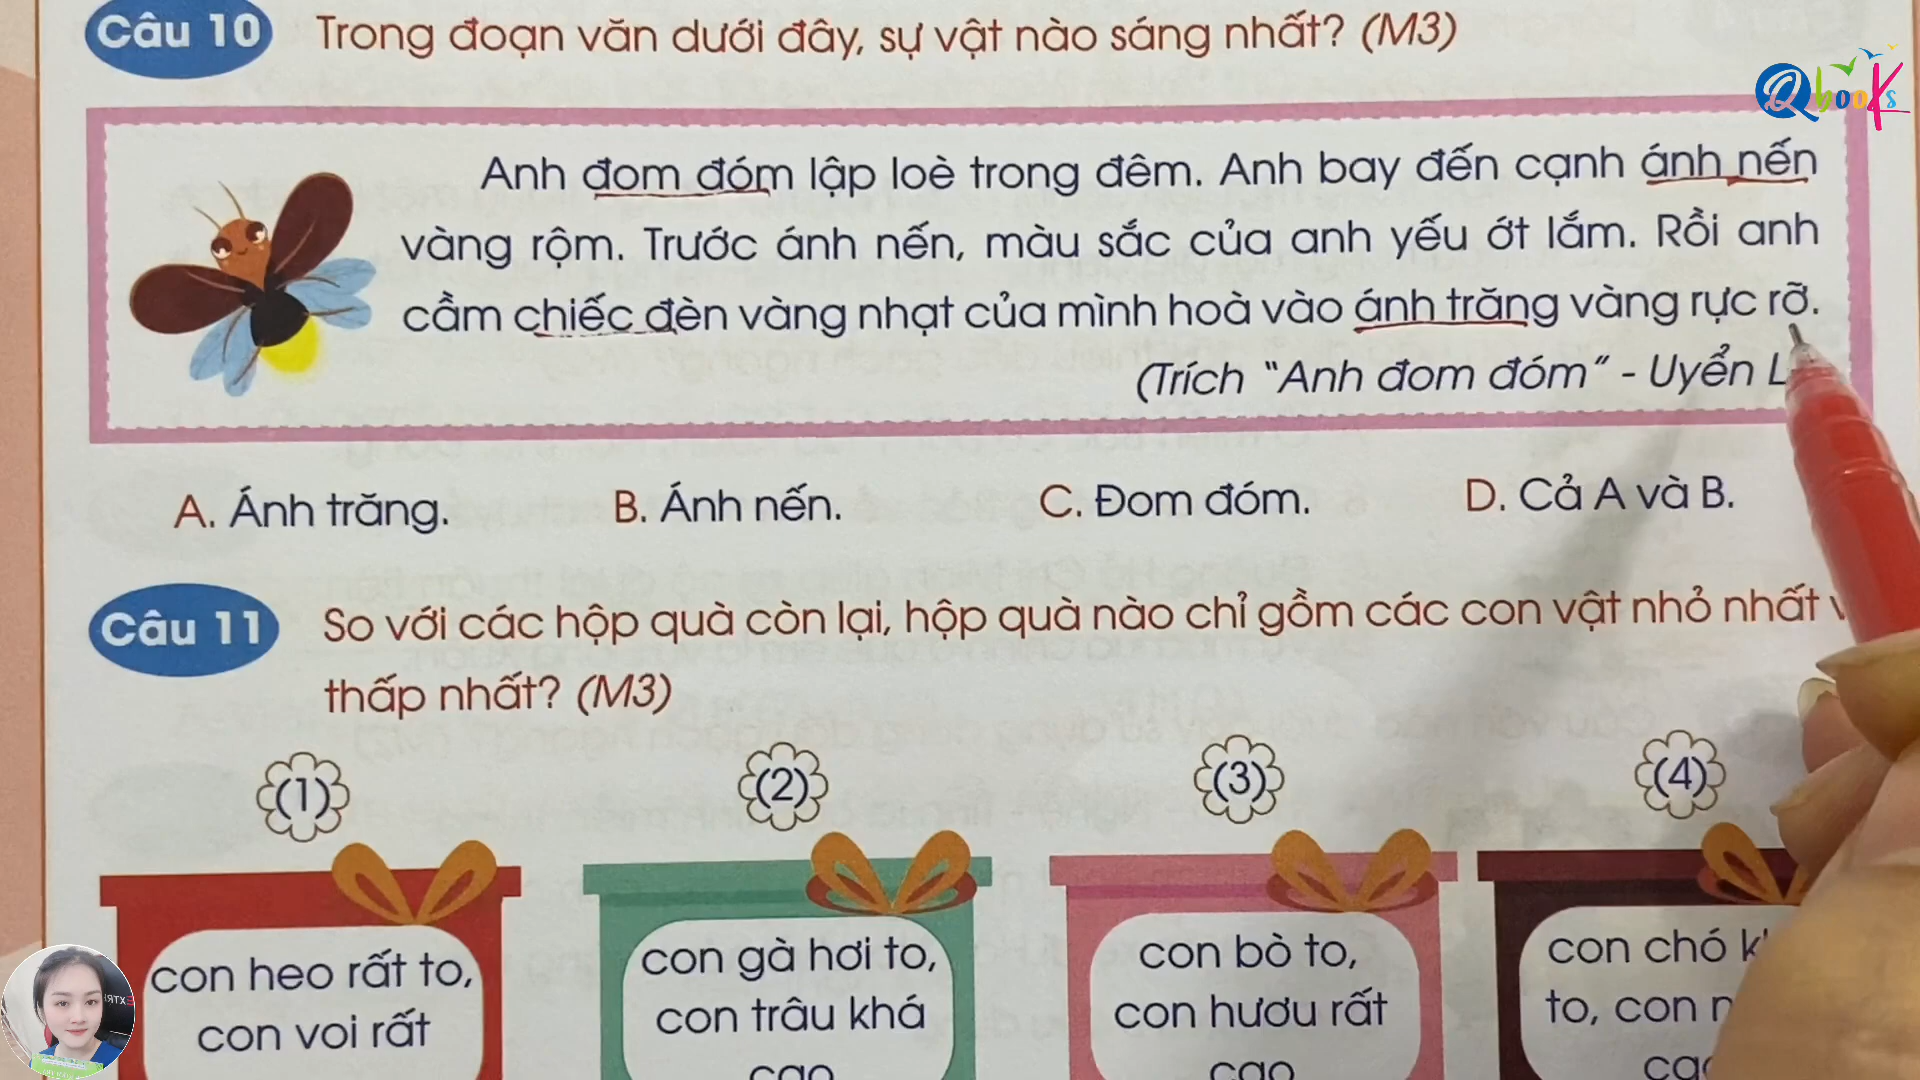 Câu 10 Trong đoạn văn dưới đây, sự vật nào sáng nhất? (M3)
Qbooks
Anh đom đóm lập loè trong đêm. Anh bay đến cạnh ánh nến
vàng rộm. Trước ánh nến, màu sắc của anh yếu ớt lắm. Rồi anh
cầm chiếc đèn vàng nhạt của mình hoà vào ánh trăng vàng rực rỡ.
(Trích “Anh đom đóm” - Uyển
A. Ánh trăng. B. Ánh nến. C. Đom đóm. D. Cả A và B.
Câu 11 So với các hộp quà còn lại, hộp quà nào chỉ gồm các con vật nhỏ nhất
thấp nhất? (M3)
(1) (2) (3) (4)
con heo rất to,
con voi rất
con gà hơi to,
con trâu khá
cao
con bò to,
con hươu rất
cao
con chó
to, con